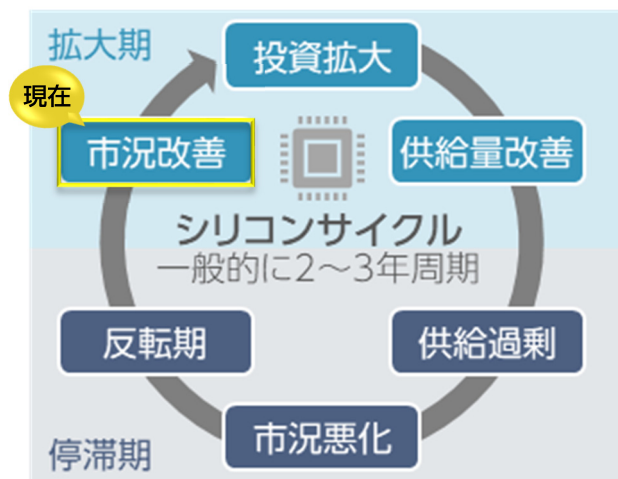 拡大期
投資拡大
現在
市況改善
供給量改善
シリコンサイクル
一般的に2～3年周期
反転期
供給過剰
市況悪化
停滞期